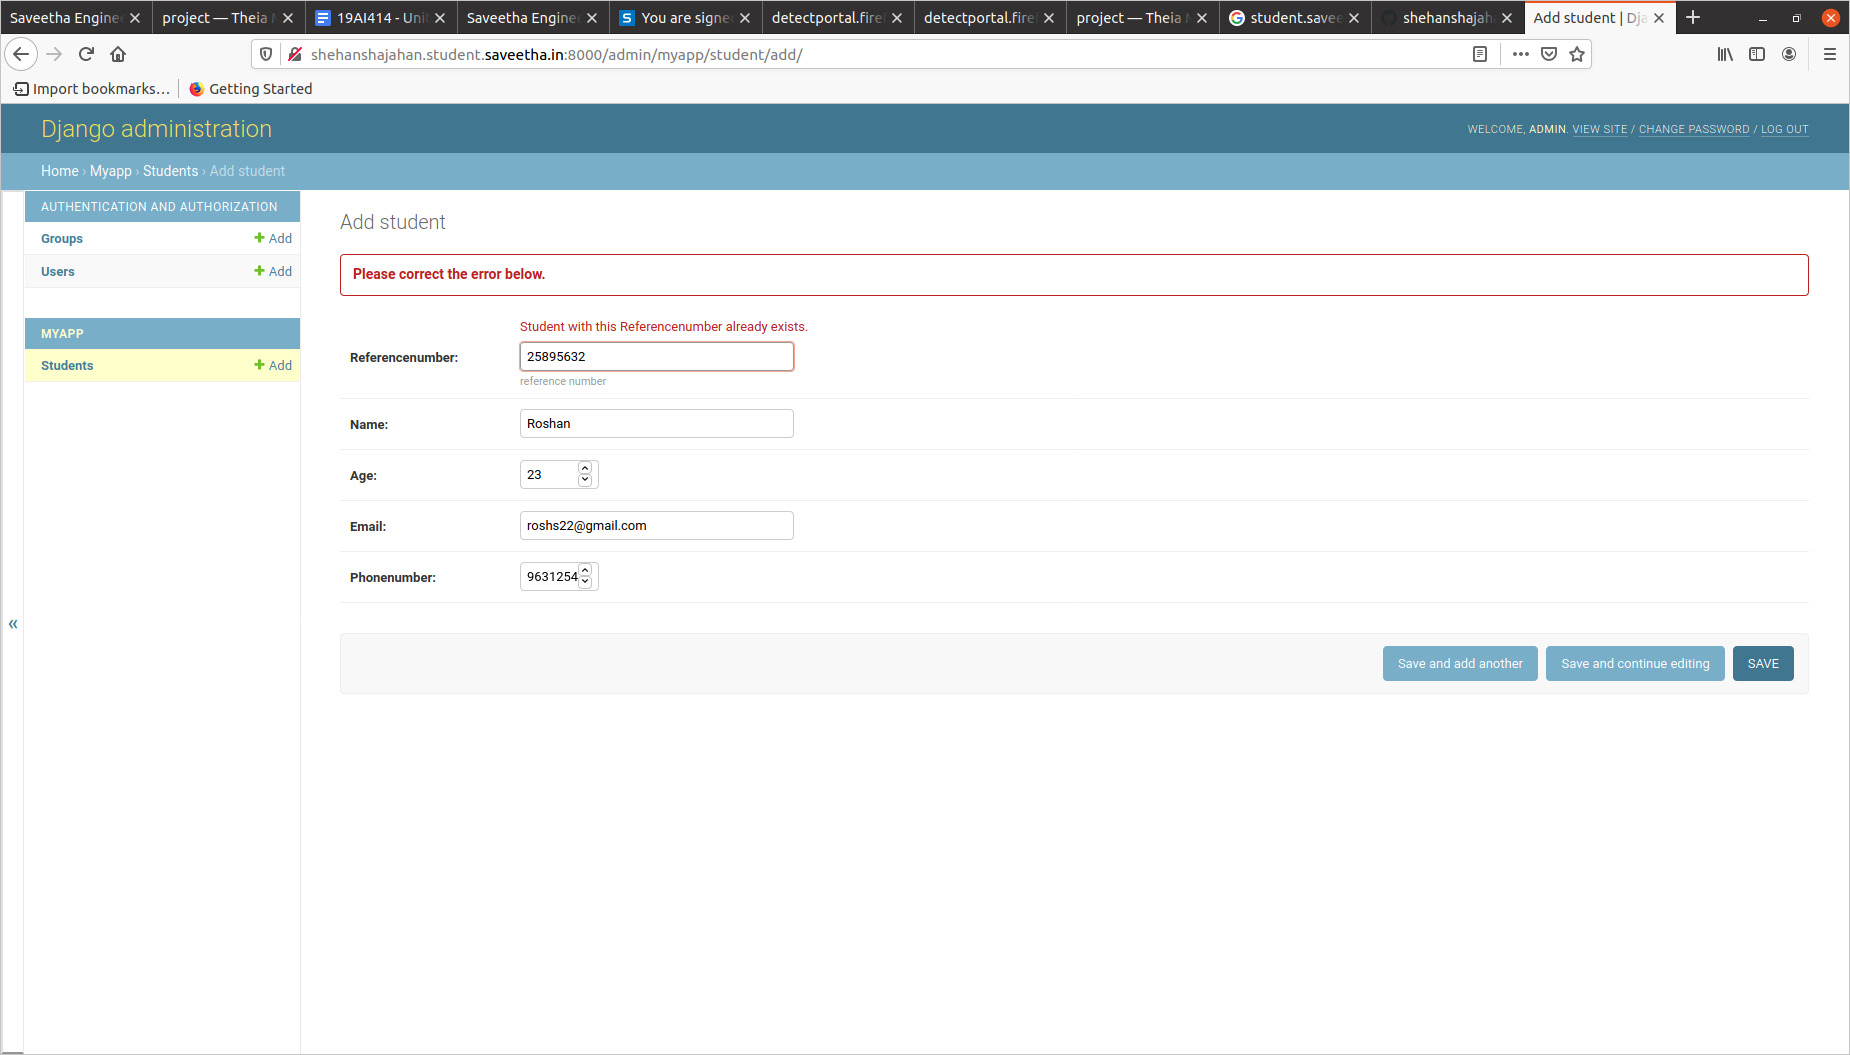 Saveetha Engine
project — Theia
19AI414 - Uni
Saveetha Engine
S You are signe
detectportal.fire
detectportal.fire
project — Theia
student.savee
shehanshajah
Add student | Dja
shehanshajahan.student.saveetha.in:8000/admin/myapp/student/add/
Import bookmarks...
Getting Started
Django administration
WELCOME, ADMIN. VIEW SITE / CHANGE PASSWORD / LOG OUT
Home › Myapp › Students › Add student
AUTHENTICATION AND AUTHORIZATION
Groups + Add
Users + Add
MYAPP
Students + Add
«
Add student
Please correct the error below.
Student with this Referencenumber already exists.
Referencenumber: 25895632
reference number
Name: Roshan
Age: 23
Email: roshs22@gmail.com
Phonenumber: 9631254
Save and add another
Save and continue editing
SAVE